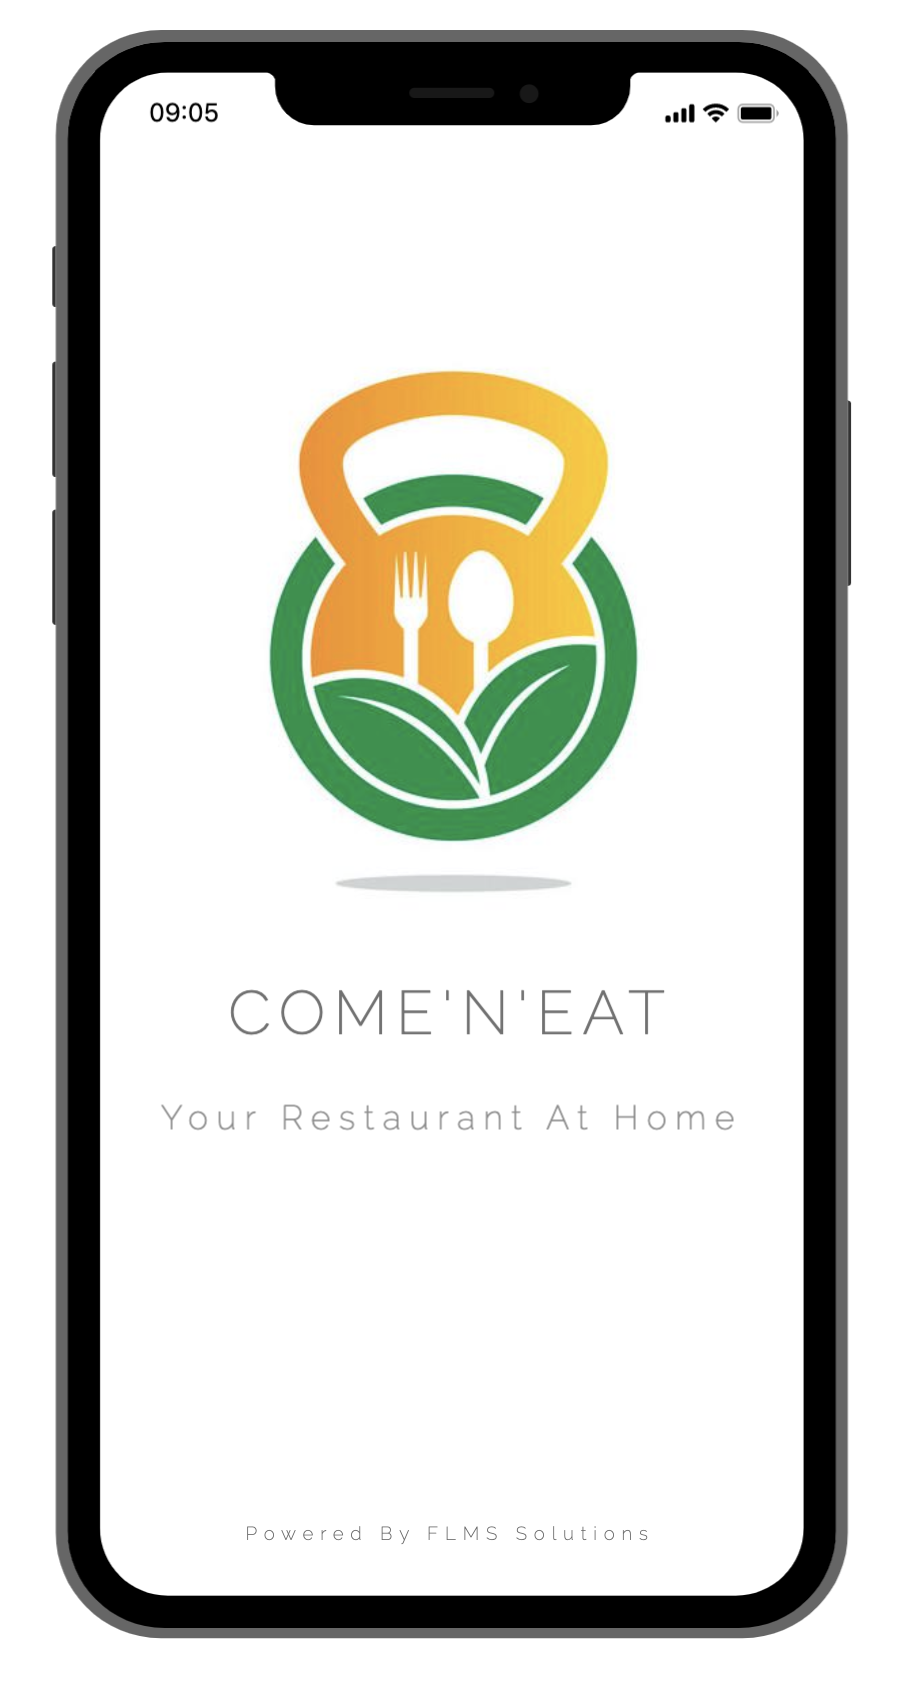 09:05
COME'N'EAT
Your Restaurant At Home
Powered By FLMS Solutions